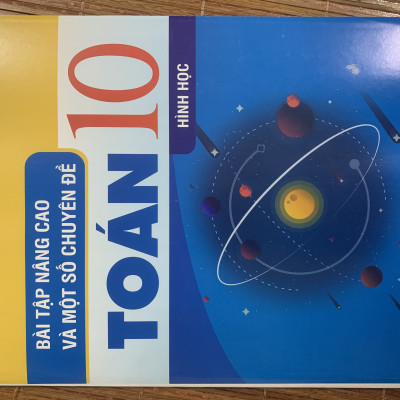 BÀI TẬP NÂNG CAO
VÀ MỘT SỐ CHUYÊN ĐỀ
TOÁN 10
HÌNH HỌC